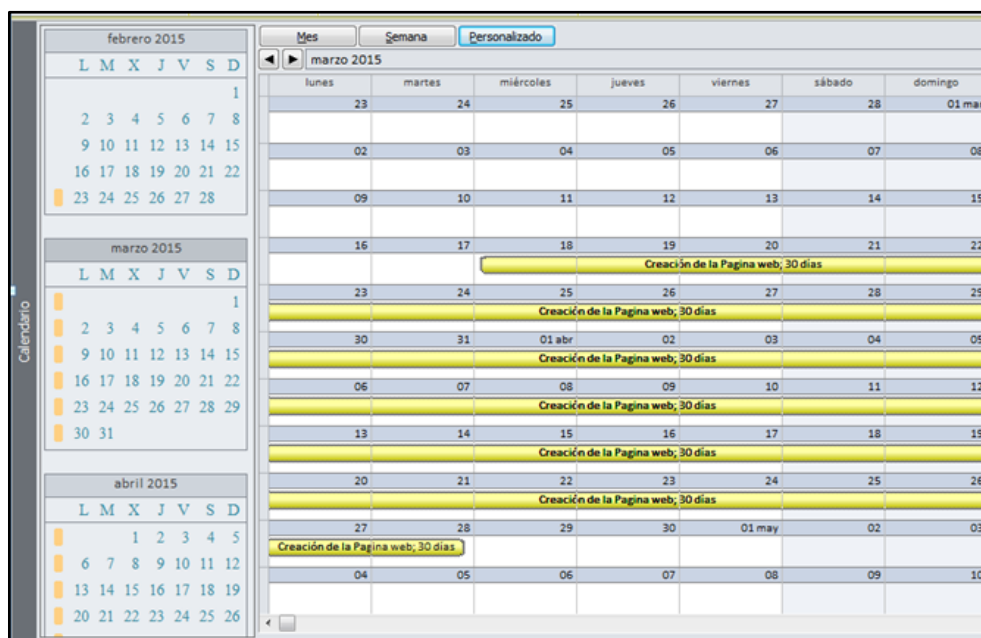 Calendario
febrero 2015
L M X J V S D
1
2 3 4 5 6 7 8
9 10 11 12 13 14 15
16 17 18 19 20 21 22
23 24 25 26 27 28
marzo 2015
L M X J V S D
1
2 3 4 5 6 7 8
9 10 11 12 13 14 15
16 17 18 19 20 21 22
23 24 25 26 27 28 29
30 31
abril 2015
L M X J V S D
1 2 3 4 5
6 7 8 9 10 11 12
13 14 15 16 17 18 19
20 21 22 23 24 25 26
Mes Semana Personalizado
marzo 2015
lunes martes miércoles jueves viernes sábado domingo
23 24 25 26 27 28 01 mar
02 03 04 05 06 07 08
09 10 11 12 13 14 15
16 17 18 19 20 21 22
Creación de la Pagina web; 30 días
23 24 25 26 27 28 29
Creación de la Pagina web; 30 días
30 31 01 abr 02 03 04 05
Creación de la Pagina web; 30 días
06 07 08 09 10 11 12
Creación de la Pagina web; 30 días
13 14 15 16 17 18 19
Creación de la Pagina web; 30 días
20 21 22 23 24 25 26
Creación de la Pagina web; 30 días
27 28 29 30 01 may 02 03
Creación de la Pagina web; 30 días
04 05 06 07 08 09 10